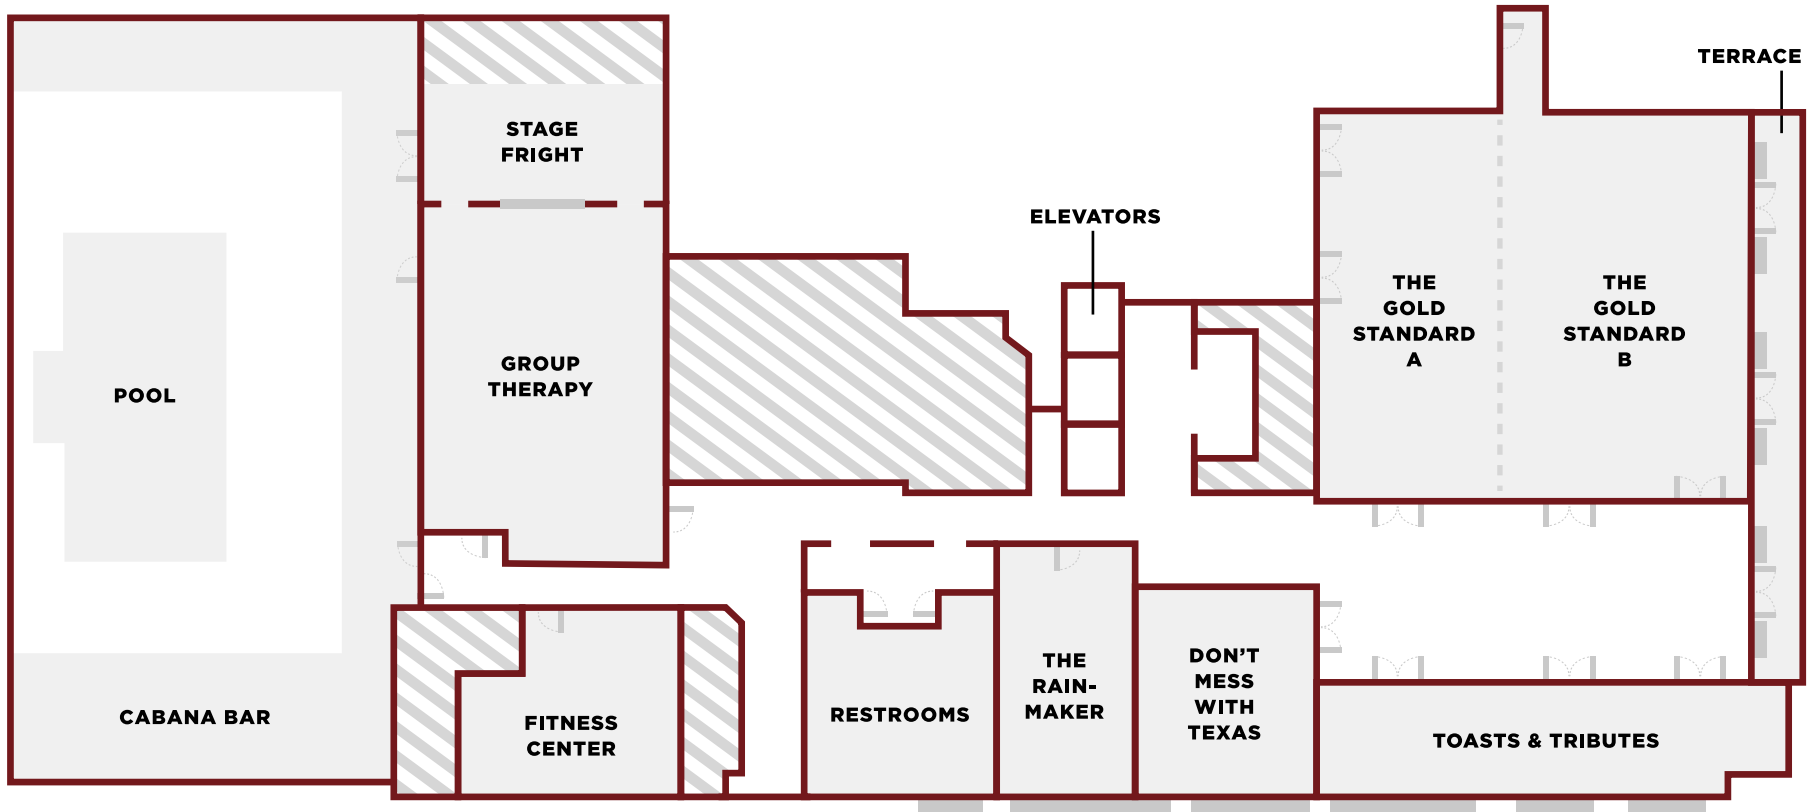 TERRACE
STAGE
FRIGHT
ELEVATORS
THE
GOLD
STANDARD
A
THE
GOLD
STANDARD
B
GROUP
THERAPY
POOL
DON'T
MESS
WITH
TEXAS
THE
RAIN-
MAKER
RESTROOMS
CABANA BAR
FITNESS
CENTER
TOASTS & TRIBUTES